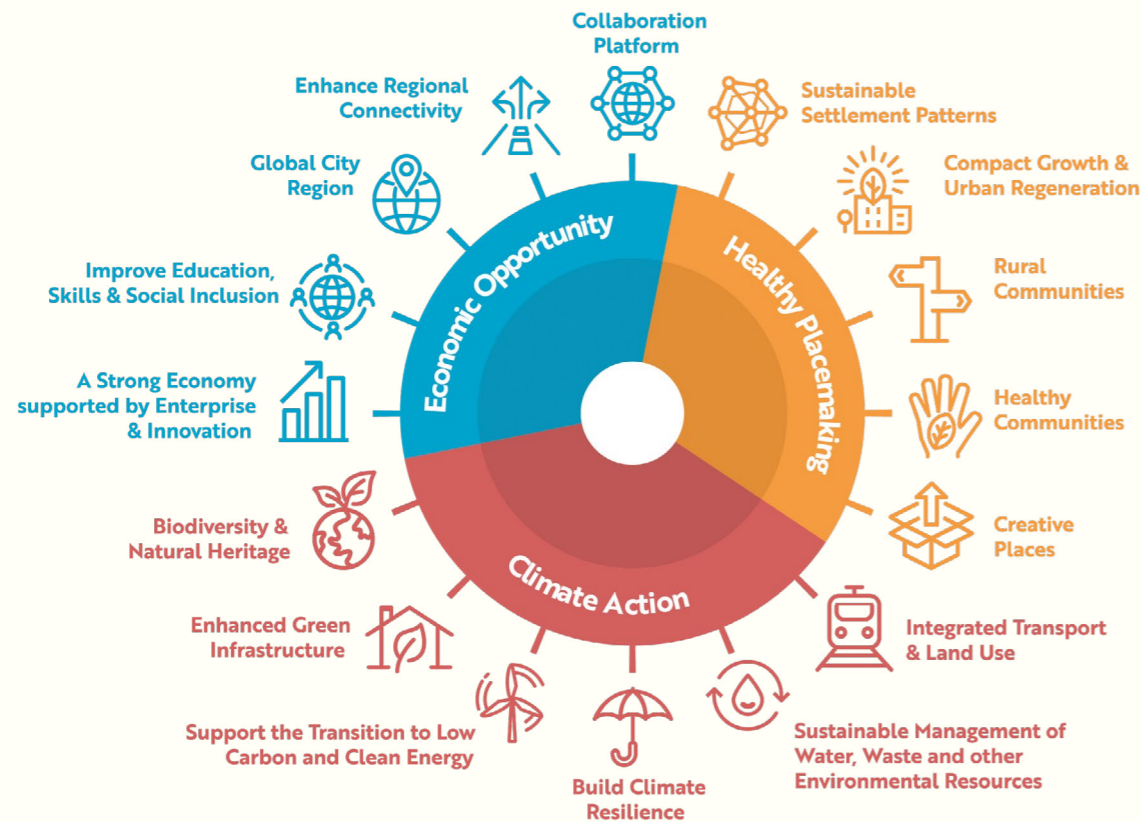 Collaboration
Platform
Sustainable
Settlement Patterns
Compact Growth &
Urban Regeneration
Rural
Communities
Healthy
Communities
Creative
Places
Integrated Transport
& Land Use
Sustainable Management of
Water, Waste and other
Environmental Resources
Build Climate
Resilience
Support the Transition to Low
Carbon and Clean Energy
Enhanced Green
Infrastructure
Biodiversity &
Natural Heritage
A Strong Economy
supported by Enterprise
& Innovation
Improve Education,
Skills & Social Inclusion
Global City
Region
Enhance Regional
Connectivity
Economic Opportunity
Healthy Placemaking
Climate Action